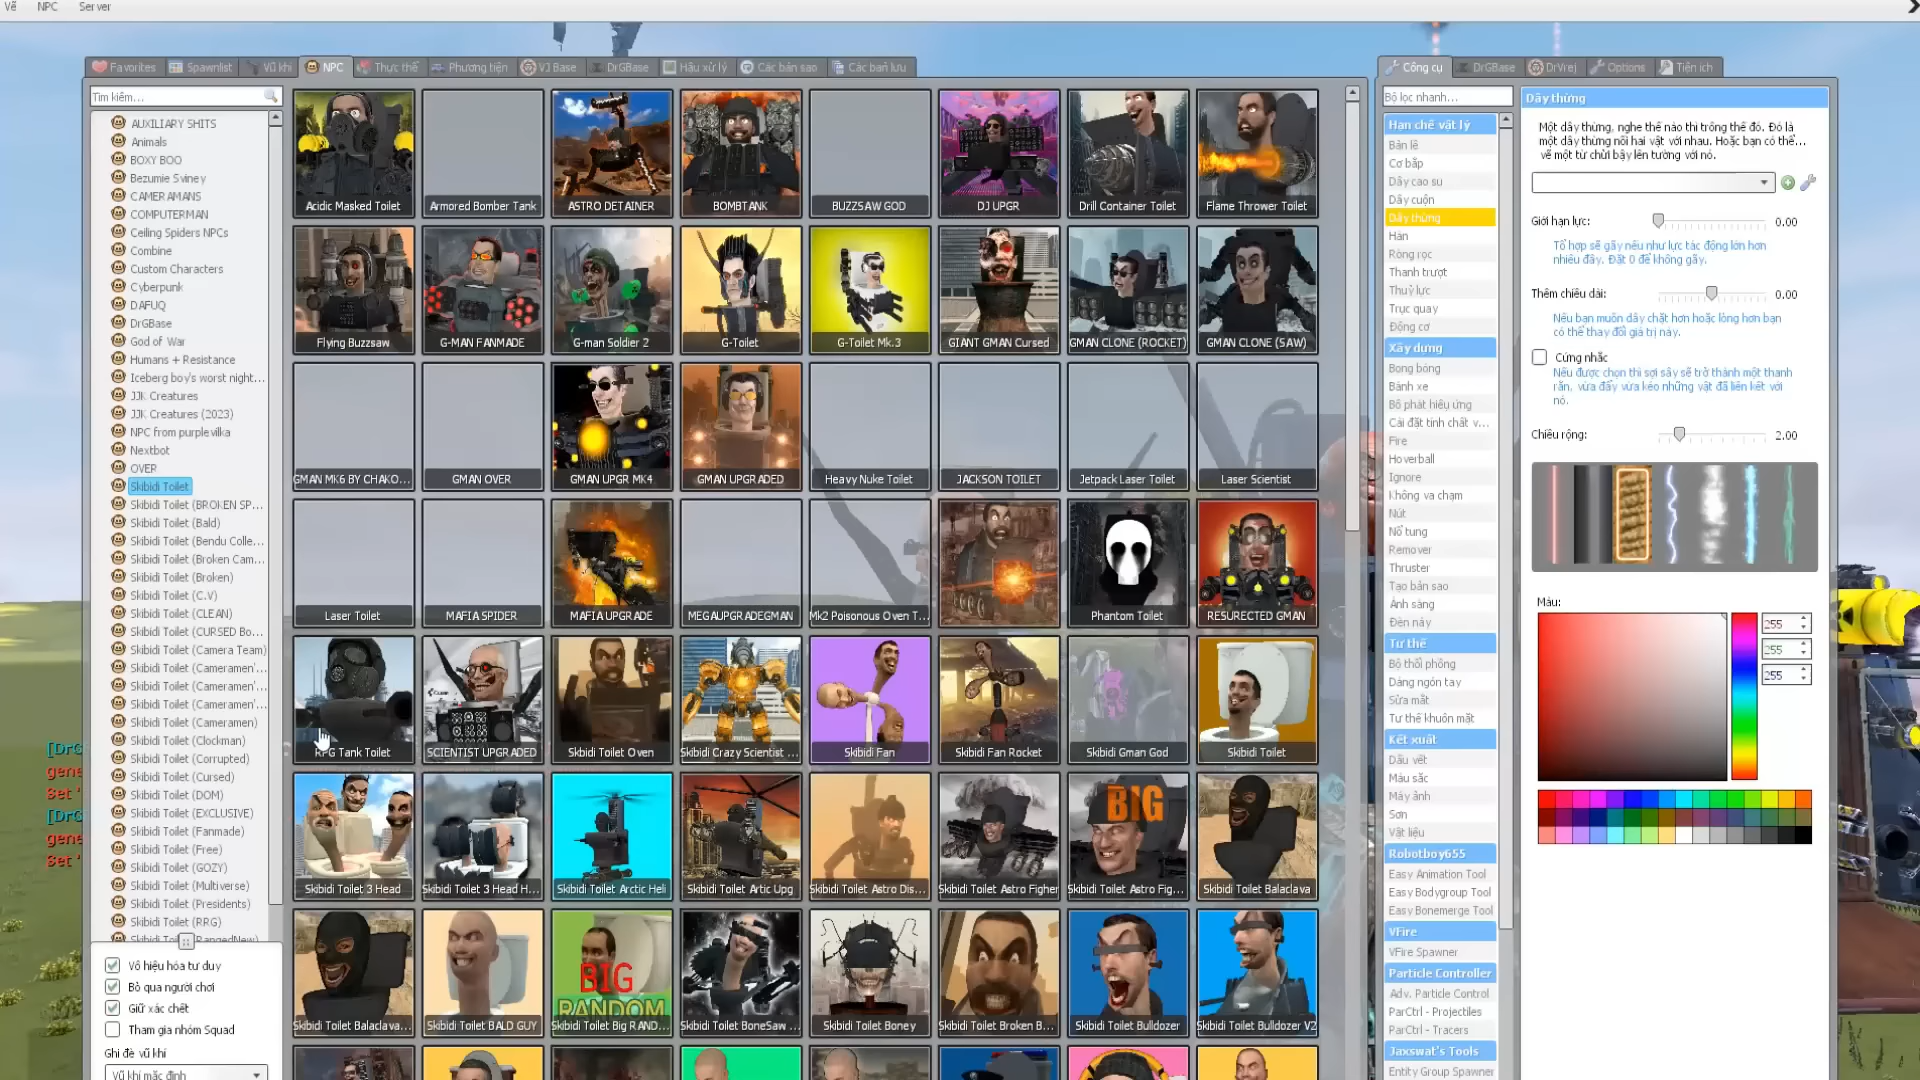 Vẽ NPC Server
Favorites Spawnlist Vũ khí NPC Thực thể Phương tiện VJ Base DrGBase Hậu xử lý Các bản sao Các bản lưu
Tìm kiếm...
AUXILIARY SHITS
Animals
BOXY BOO
Bezumie Sviney
CAMERAMANS
COMPUTERMAN
Ceiling Spiders NPCs
Combine
Custom Characters
Cyberpunk
DAFUQ
DrGBase
God of War
Humans + Resistance
Iceberg boy's worst night...
JJK Creatures
JJK Creatures (2023)
NPC from purplevilka
Nextbot
OVER
Skibidi Toilet
Skibidi Toilet (BROKEN SP...
Skibidi Toilet (Bald)
Skibidi Toilet (Bendu Colle...
Skibidi Toilet (Broken Cam...
Skibidi Toilet (Broken)
Skibidi Toilet (C.V)
Skibidi Toilet (CLEAN)
Skibidi Toilet (CURSED Bo...
Skibidi Toilet (Camera Team)
Skibidi Toilet (Cameramen'...
Skibidi Toilet (Cameramen'...
Skibidi Toilet (Cameramen'...
Skibidi Toilet (Cameramen)
Skibidi Toilet (Clockman)
Skibidi Toilet (Corrupted)
Skibidi Toilet (Cursed)
Skibidi Toilet (DOM)
Skibidi Toilet (EXCLUSIVE)
Skibidi Toilet (Fanmade)
Skibidi Toilet (Free)
Skibidi Toilet (GOZY)
Skibidi Toilet (Multiverse)
Skibidi Toilet (Presidents)
Skibidi Toilet (RRG)
Vô hiệu hóa tư duy
Bỏ qua người chơi
Giữ xác chết
Tham gia nhóm Squad
Ghi đè vũ khí
Vũ khí mặc định
[DrG
gene
Set '
[DrG
gene
Set '
Acidic Masked Toilet Armored Bomber Tank ASTRO DETAINER BOMBTANK BUZZSAW GOD DJ UPGR Drill Container Toilet Flame Thrower Toilet
Flying Buzzsaw G-MAN FANMADE G-man Soldier 2 G-Toilet G-Toilet Mk.3 GIANT GMAN Cursed GMAN CLONE (ROCKET) GMAN CLONE (SAW)
GMAN MK6 BY CHAKO... GMAN OVER GMAN UPGR MK4 GMAN UPGRADED Heavy Nuke Toilet JACKSON TOILET Jetpack Laser Toilet Laser Scientist
Laser Toilet MAFIA SPIDER MAFIA UPGRADE MEGAUPGRADEGMAN Mk2 Poisonous Oven T... Phantom Toilet RESURECTED GMAN
RPG Tank Toilet SCIENTIST UPGRADED Skibidi Toilet Oven Skibidi Crazy Scientist ... Skibidi Fan Skibidi Fan Rocket Skibidi Gman God Skibidi Toilet
BIG
Skibidi Toilet 3 Head Skibidi Toilet 3 Head H... Skibidi Toilet Arctic Heli Skibidi Toilet Artic Upg Skibidi Toilet Astro Dis... Skibidi Toilet Astro Figher Skibidi Toilet Astro Fig... Skibidi Toilet Balaclava
BIG
RANDOM
Skibidi Toilet Balaclava... Skibidi Toilet BALD GUY Skibidi Toilet Big RAND... Skibidi Toilet BoneSaw ... Skibidi Toilet Boney Skibidi Toilet Broken B... Skibidi Toilet Bulldozer Skibidi Toilet Bulldozer V2
Công cụ DrGBase DrVrej Options Tiện ích
Bộ lọc nhanh...
Hạn chế vật lý
Bản lề
Cơ bắp
Dây cao su
Dây cuộn
Dây thừng
Hàn
Ròng rọc
Thanh trượt
Thuỷ lực
Trục quay
Động cơ
Xây dựng
Bong bóng
Bánh xe
Bộ phát hiệu ứng
Cài đặt tính chất v...
Fire
Hoverball
Ignore
Không va chạm
Nút
Nổ tung
Remover
Thruster
Tạo bản sao
Ánh sáng
Đèn này
Tư thế
Bộ thổi phồng
Dáng ngón tay
Sửa mắt
Tư thế khuôn mặt
Kết xuất
Dấu vết
Màu sắc
Máy ảnh
Sơn
Vật liệu
Robotboy655
Easy Animation Tool
Easy Bodygroup Tool
Easy Bonemerge Tool
VFire
VFire Spawner
Particle Controller
Adv. Particle Control
ParCtrl - Projectiles
ParCtrl - Tracers
Jaxswat's Tools
Entity Group Spawner
Dây thừng
Một dây thừng, nghe thế nào thì trông thế đó. Đó là
một dây thừng nối hai vật với nhau. Hoặc bạn có thể...
vẽ một từ chửi bậy lên tường với nó.
Giới hạn lực: 0.00
Tổ hợp sẽ gãy nếu như lực tác động lớn hơn
nhiêu đây. Đặt 0 để không gãy.
Thêm chiều dài: 0.00
Nếu bạn muốn dây chặt hơn hoặc lỏng hơn bạn
có thể thay đổi giá trị này.
Cứng nhắc
Nếu được chọn thì sợi sây sẽ trở thành một thanh
rắn, vừa đẩy vừa kéo những vật đã liên kết với
nó.
Chiều rộng: 2.00
Màu:
255
255
255